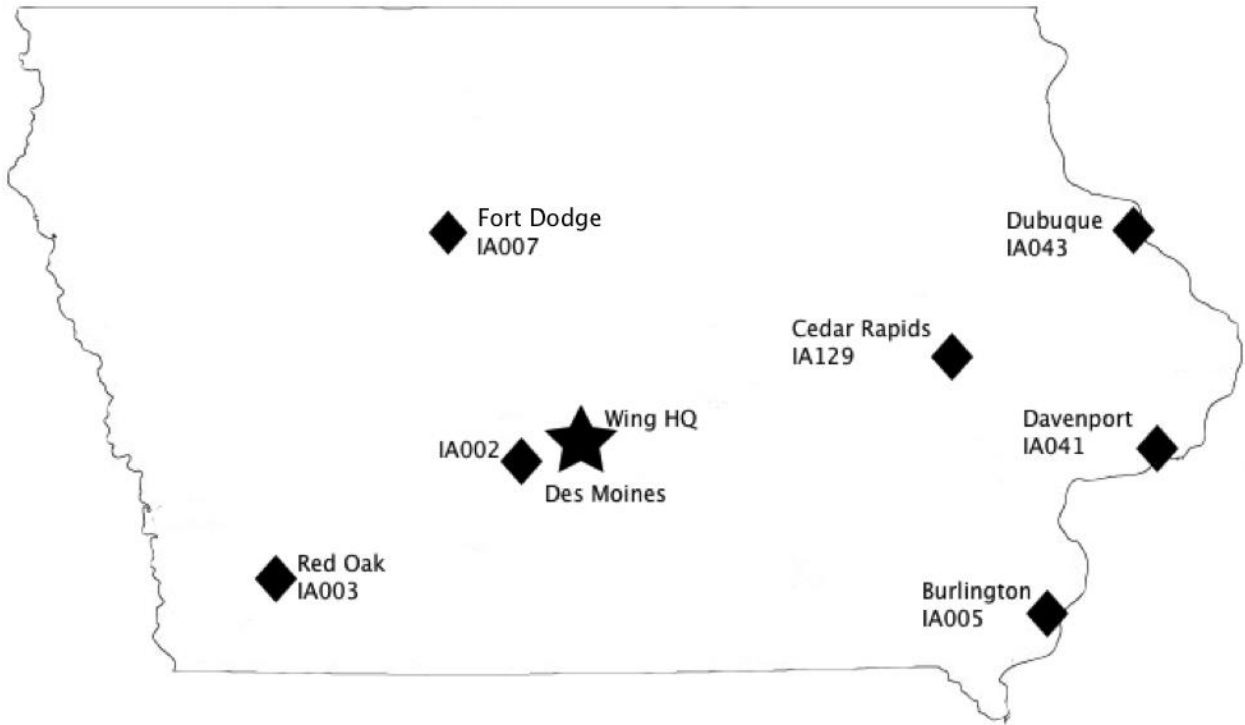 Fort Dodge
IA007
Dubuque
IA043
Cedar Rapids
IA129
Wing HQ
IA002
Des Moines
Davenport
IA041
Red Oak
IA003
Burlington
IA005